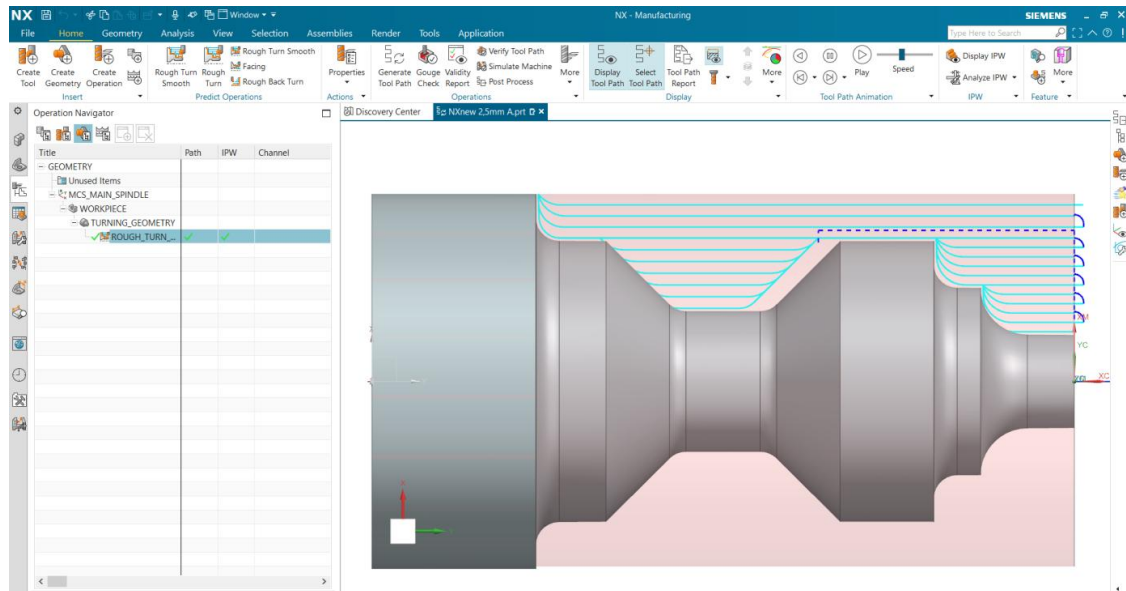 NX Window NX - Manufacturing SIEMENS
File Home Geometry Analysis View Selection Assemblies Render Tools Application Type Here to Search
Create Tool
Create Geometry
Create Operation
Insert
Rough Turn Smooth
Rough Turn
Rough Turn Smooth
Facing
Rough Back Turn
Predict Operations
Properties
Actions
Generate Tool Path
Gouge Check
Validity Report
Verify Tool Path
Simulate Machine
Post Process
More
Operations
Display Tool Path
Select Tool Path
Tool Path Report
More
Display
Play
Speed
Tool Path Animation
Display IPW
Analyze IPW
IPW
More
Feature
Operation Navigator
Discovery Center
NXnew 2,5mm A.prt
Title Path IPW Channel
GEOMETRY
Unused Items
MCS_MAIN_SPINDLE
WORKPIECE
TURNING_GEOMETRY
ROUGH_TURN_...
XM
YC
XC
X